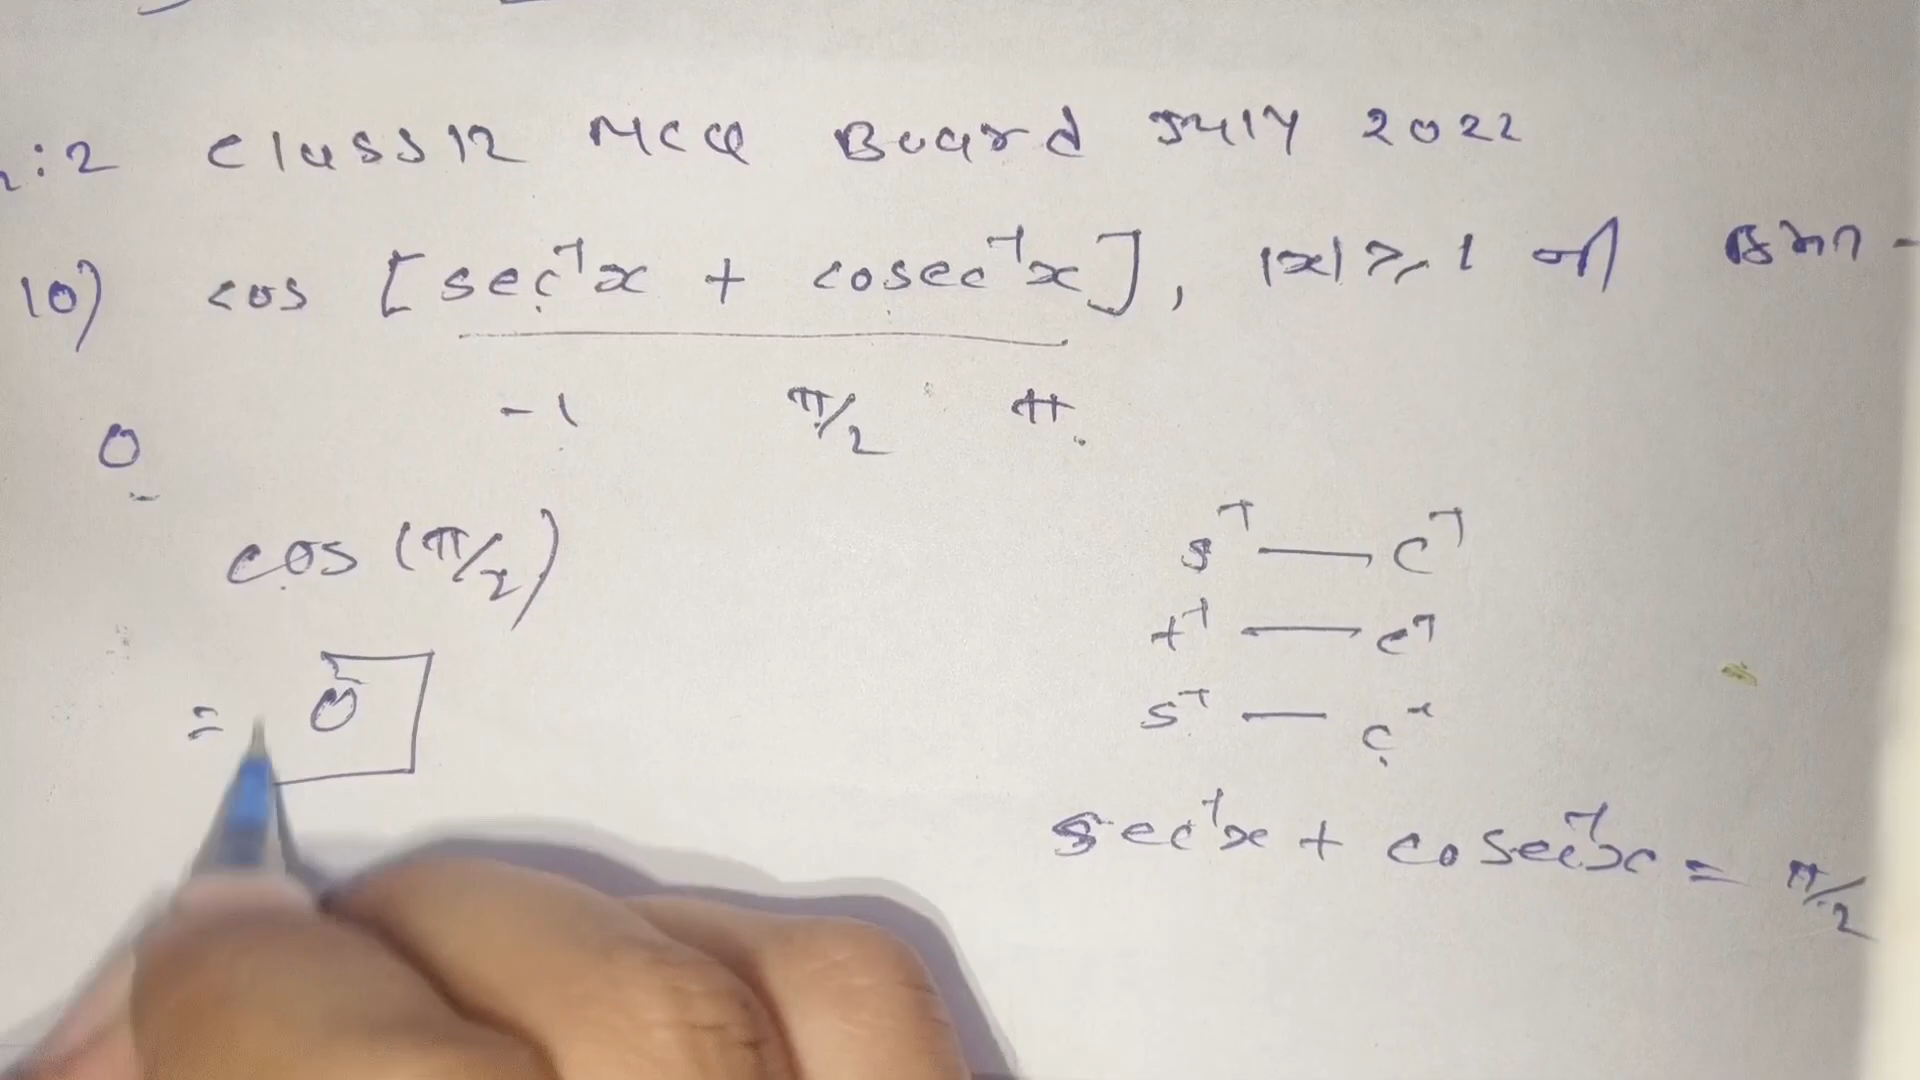 :2 Class 12 MCQ Board July 2022
10) cos [sec⁻¹x + cosec⁻¹x], |x| ≥ 1 ની કિંમત -
0 -1 π/2 π.
cos (π/2)
= 0
s⁻¹ — c⁻¹
t⁻¹ — c⁻¹
s⁻¹ — c⁻¹
sec⁻¹x + cosec⁻¹x = π/2